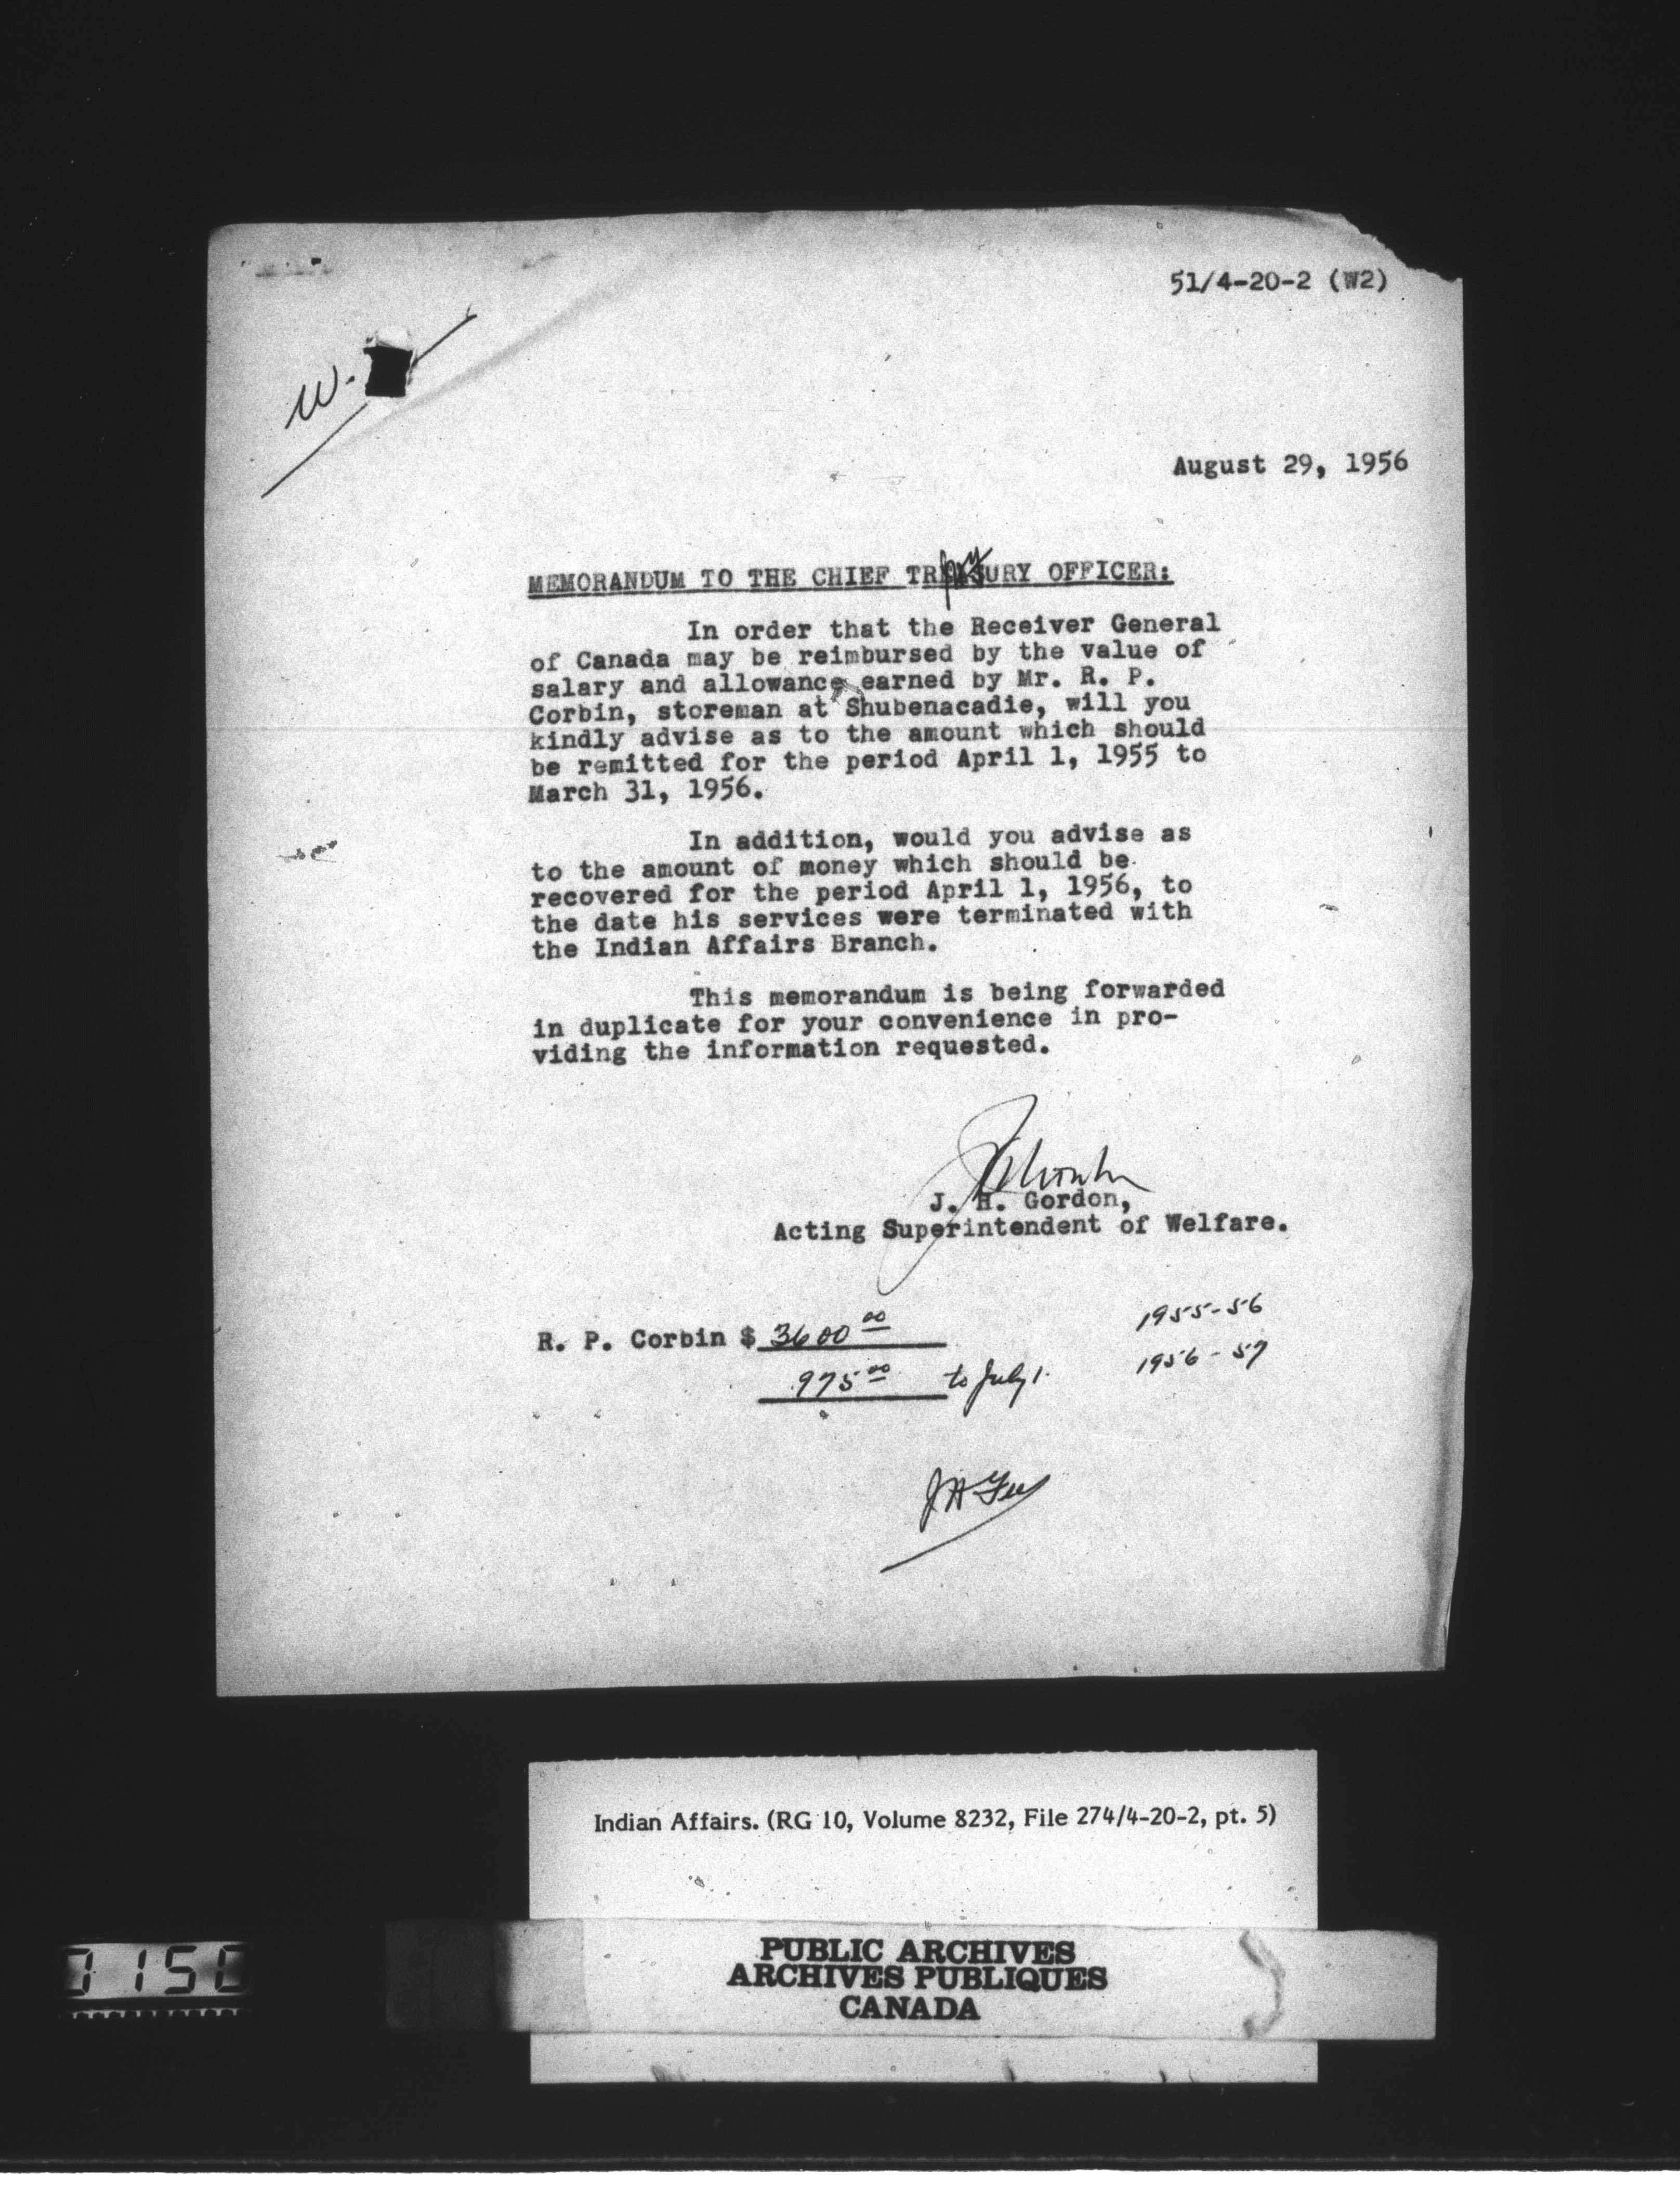 51/4-20-2 (W2)
W.
August 29, 1956
MEMORANDUM TO THE CHIEF TREASURY OFFICER:
In order that the Receiver General
of Canada may be reimbursed by the value of
salary and allowance earned by Mr. R. P.
Corbin, storeman at Shubenacadie, will you
kindly advise as to the amount which should
be remitted for the period April 1, 1955 to
March 31, 1956.
In addition, would you advise as
to the amount of money which should be
recovered for the period April 1, 1956, to
the date his services were terminated with
the Indian Affairs Branch.
This memorandum is being forwarded
in duplicate for your convenience in pro-
viding the information requested.
J. H. Gordon,
Acting Superintendent of Welfare.
R. P. Corbin $ 3600 00 1955-56
975 00 to July 1. 1956-57
Indian Affairs. (RG 10, Volume 8232, File 274/4-20-2, pt. 5)
PUBLIC ARCHIVES
ARCHIVES PUBLIQUES
CANADA